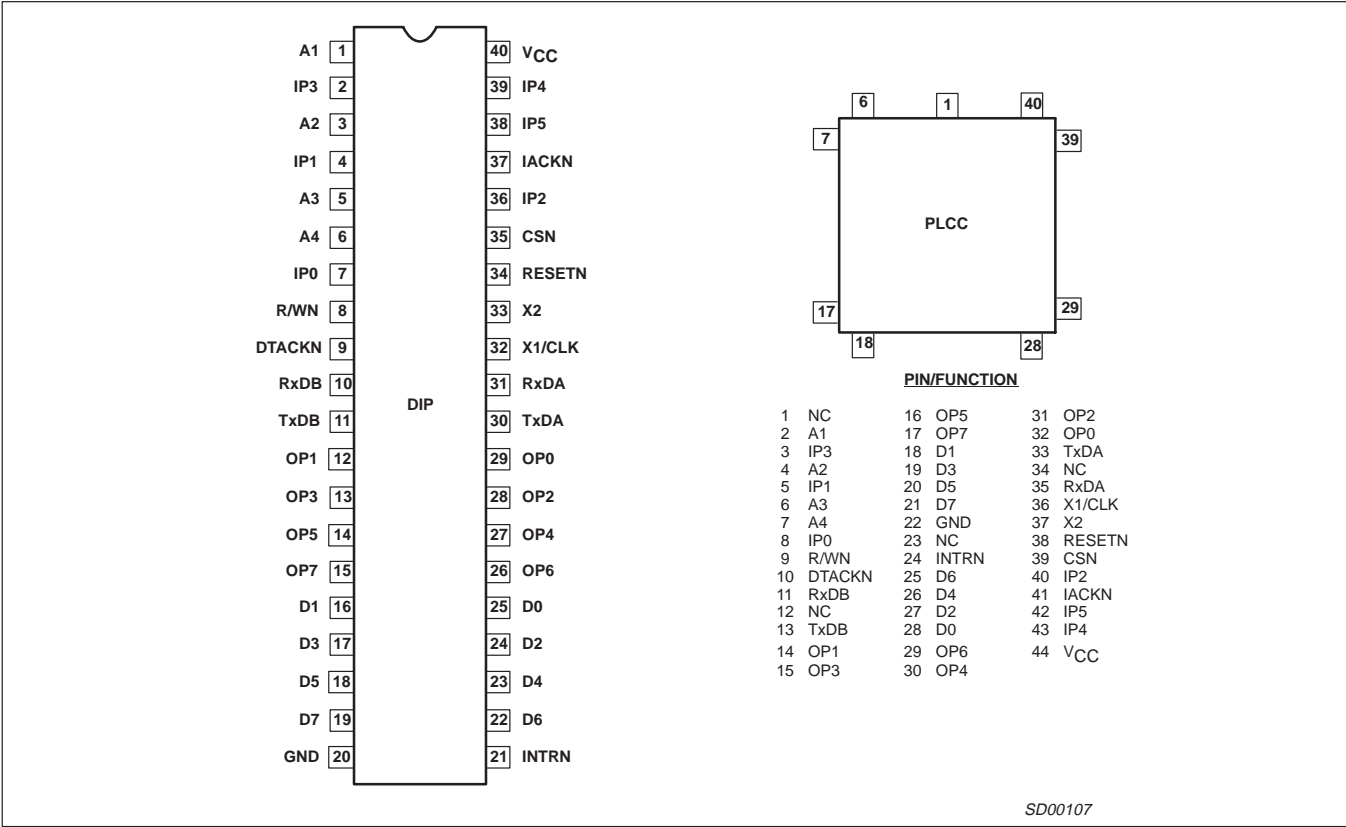 A1 1 40 VCC
IP3 2 39 IP4
A2 3 38 IP5
IP1 4 37 IACKN
A3 5 36 IP2
A4 6 35 CSN
IP0 7 34 RESETN
R/WN 8 33 X2
DTACKN 9 32 X1/CLK
RxDB 10 31 RxDA
DIP
TxDB 11 30 TxDA
OP1 12 29 OP0
OP3 13 28 OP2
OP5 14 27 OP4
OP7 15 26 OP6
D1 16 25 D0
D3 17 24 D2
D5 18 23 D4
D7 19 22 D6
GND 20 21 INTRN
6 1 40
7 39
PLCC
17 29
18 28
PIN/FUNCTION
1 NC 16 OP5 31 OP2
2 A1 17 OP7 32 OP0
3 IP3 18 D1 33 TxDA
4 A2 19 D3 34 NC
5 IP1 20 D5 35 RxDA
6 A3 21 D7 36 X1/CLK
7 A4 22 GND 37 X2
8 IP0 23 NC 38 RESETN
9 R/WN 24 INTRN 39 CSN
10 DTACKN 25 D6 40 IP2
11 RxDB 26 D4 41 IACKN
12 NC 27 D2 42 IP5
13 TxDB 28 D0 43 IP4
14 OP1 29 OP6 44 VCC
15 OP3 30 OP4
SD00107